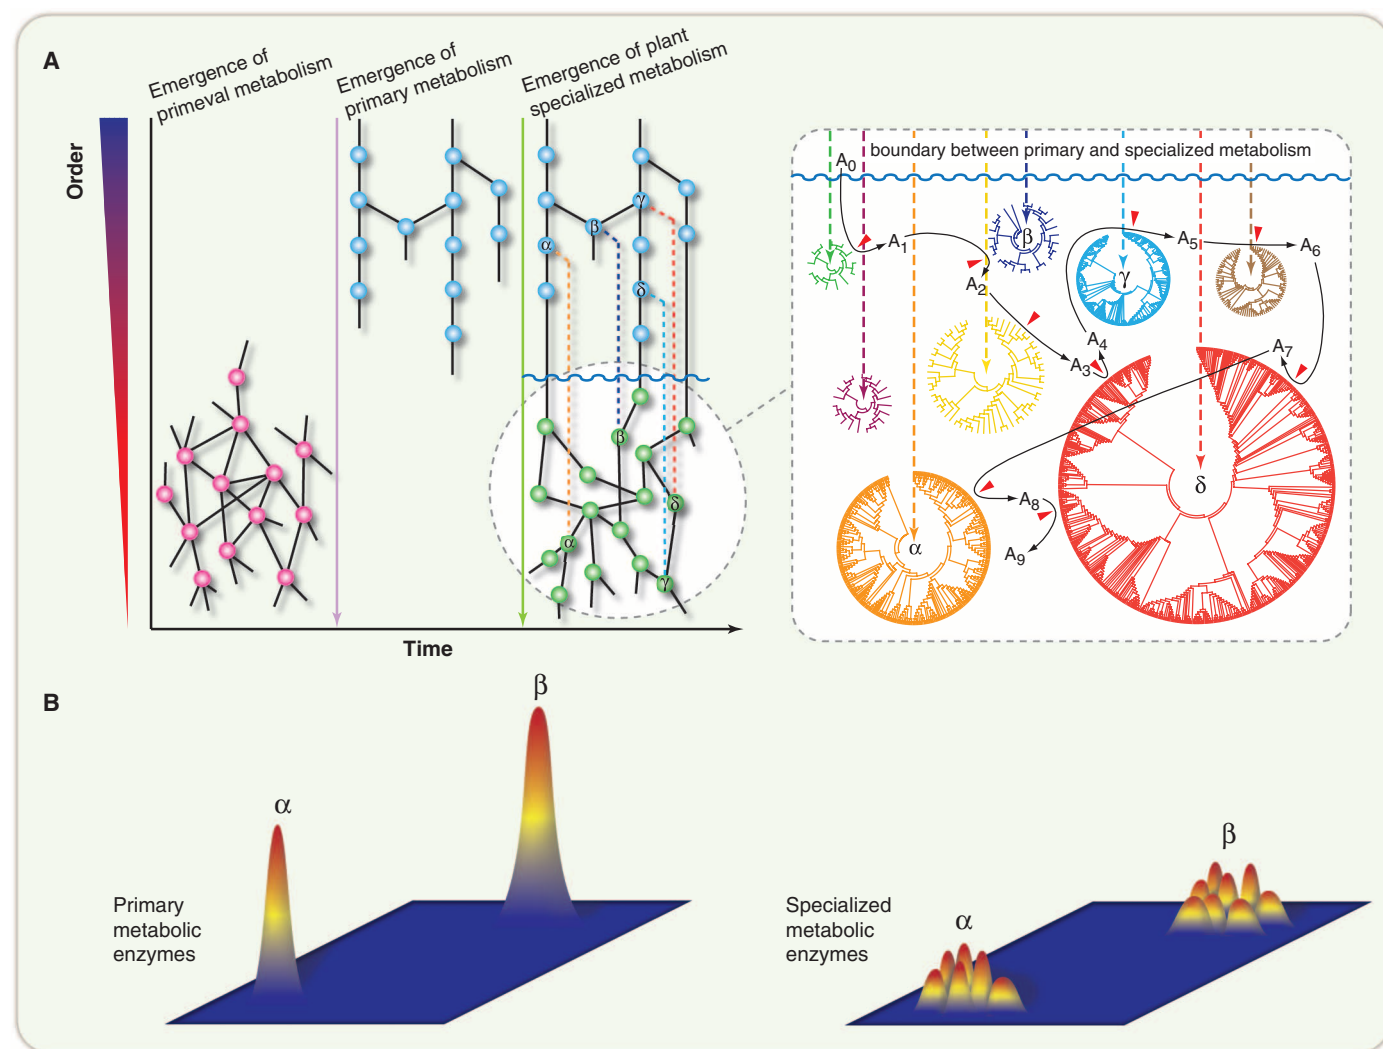 A
Emergence of
primeval metabolism
Emergence of
primary metabolism
Emergence of plant
specialized metabolism
Order
Time
α
β
γ
δ
β
δ
α
γ
boundary between primary and specialized metabolism
A0
A1
A2
A3
A4
A5
A6
A7
A8
A9
β
γ
δ
α
B
α
β
Primary
metabolic
enzymes
Specialized
metabolic
enzymes
α
β